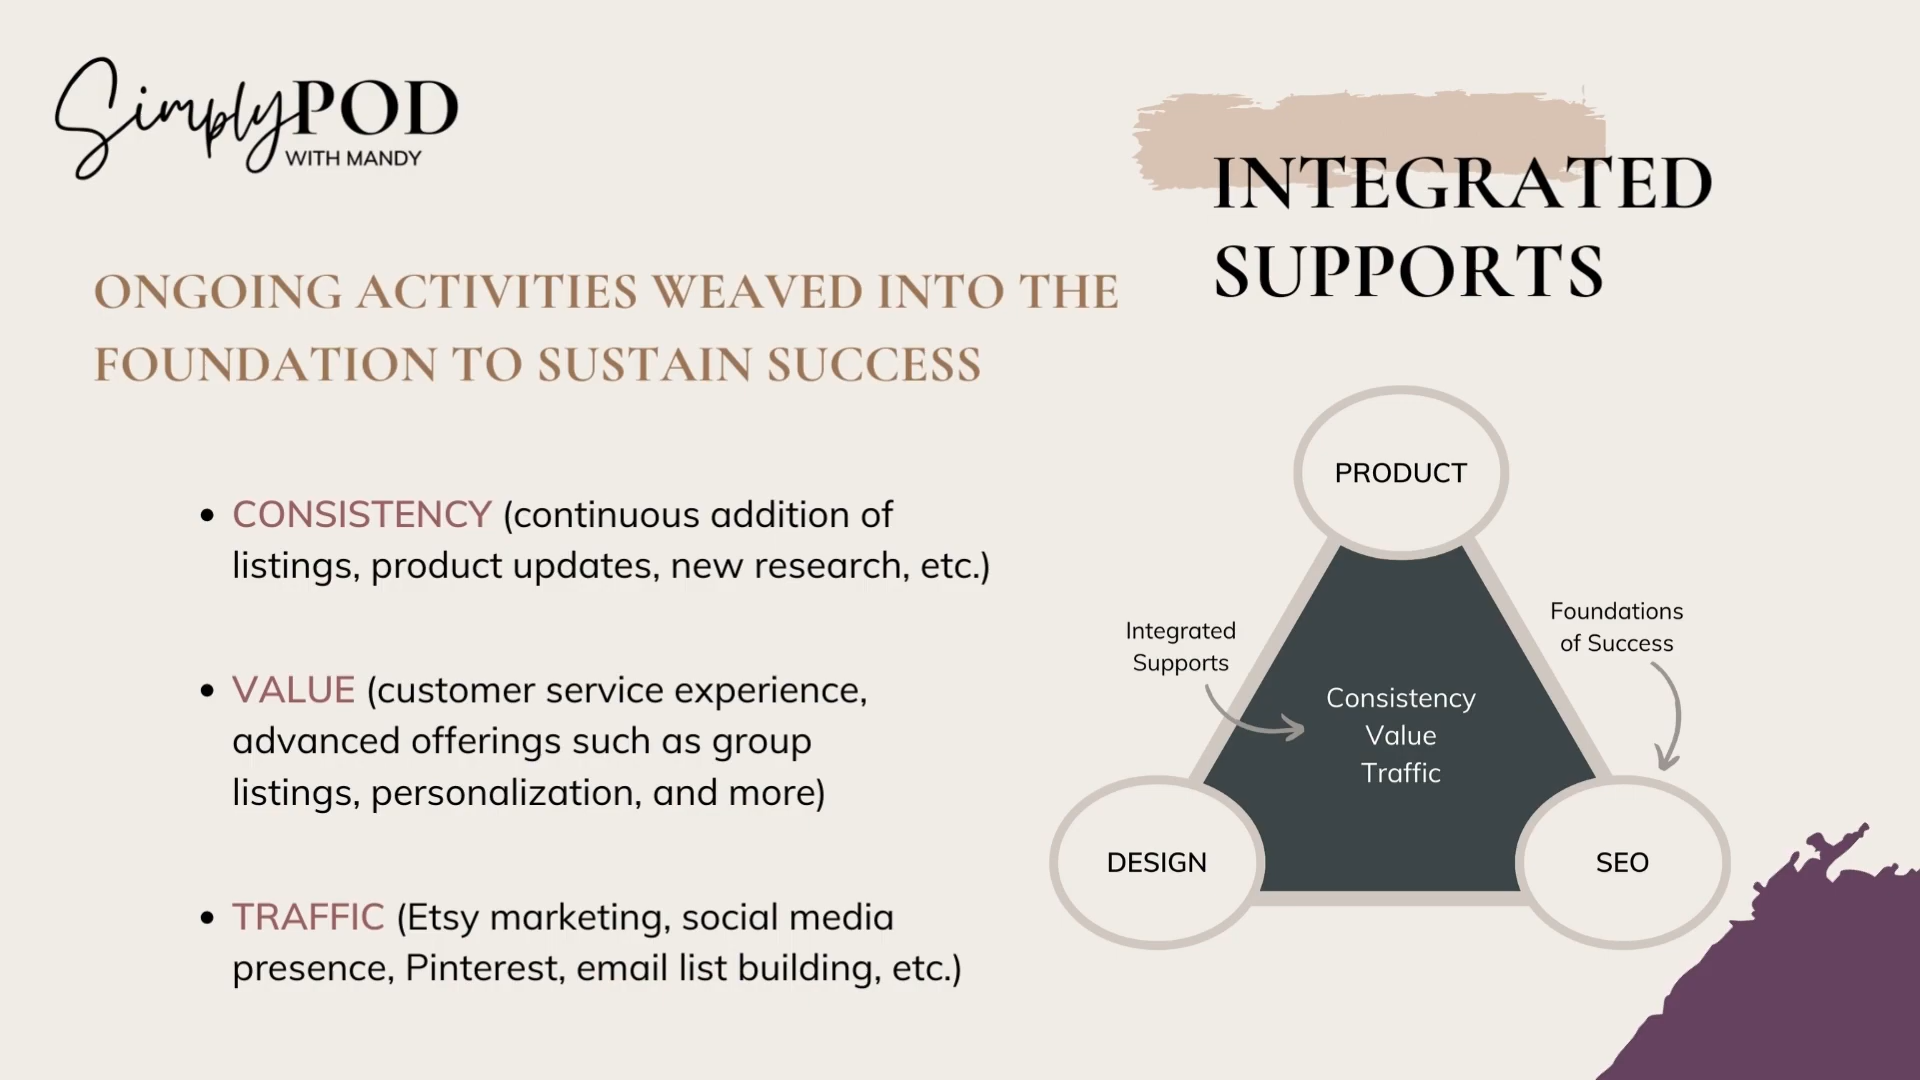 SimplyPOD
WITH MANDY
INTEGRATED
SUPPORTS
ONGOING ACTIVITIES WEAVED INTO THE
FOUNDATION TO SUSTAIN SUCCESS
• CONSISTENCY (continuous addition of
listings, product updates, new research, etc.)
• VALUE (customer service experience,
advanced offerings such as group
listings, personalization, and more)
• TRAFFIC (Etsy marketing, social media
presence, Pinterest, email list building, etc.)
PRODUCT
Integrated
Supports
Foundations
of Success
Consistency
Value
Traffic
DESIGN
SEO